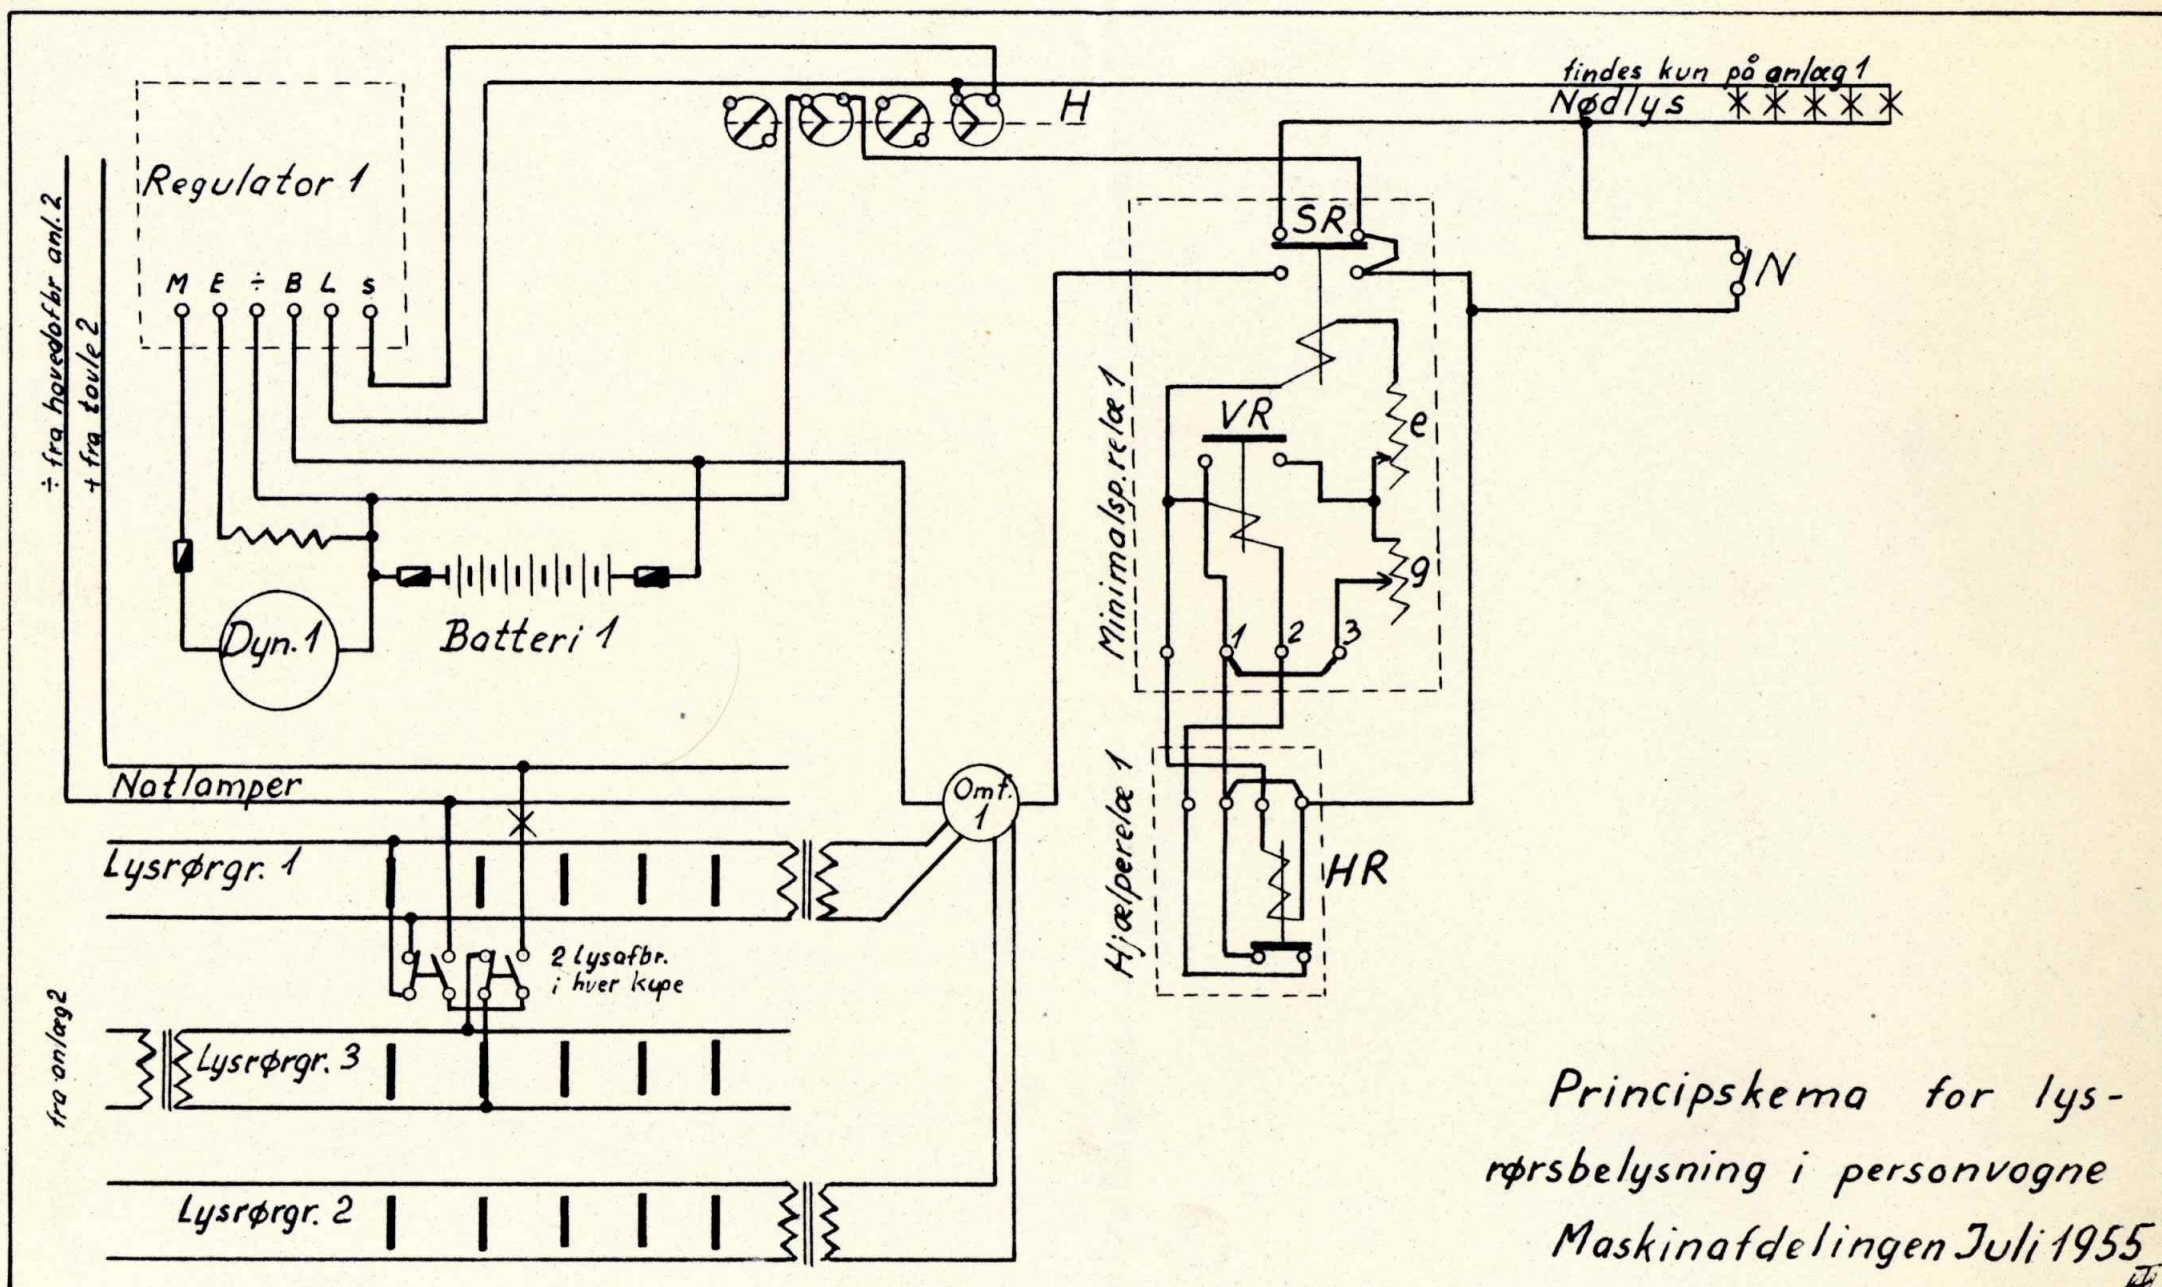 findes kun på anlæg 1
Nødlys
H
Regulator 1
M E ÷ B L s
÷ fra hovedafbr anl. 2
+ fra tavle 2
SR
N
Minimalsp.relæ 1
VR
e
g
1 2 3
Dyn. 1
Batteri 1
Natlamper
Omf. 1
Lysrørgr. 1
Hjælperelæ 1
HR
2 lysafbr.
i hver kupe
fra anlæg 2
Lysrørgr. 3
Lysrørgr. 2
Principskema for lys-
rørsbelysning i personvogne
Maskinafdelingen Juli 1955